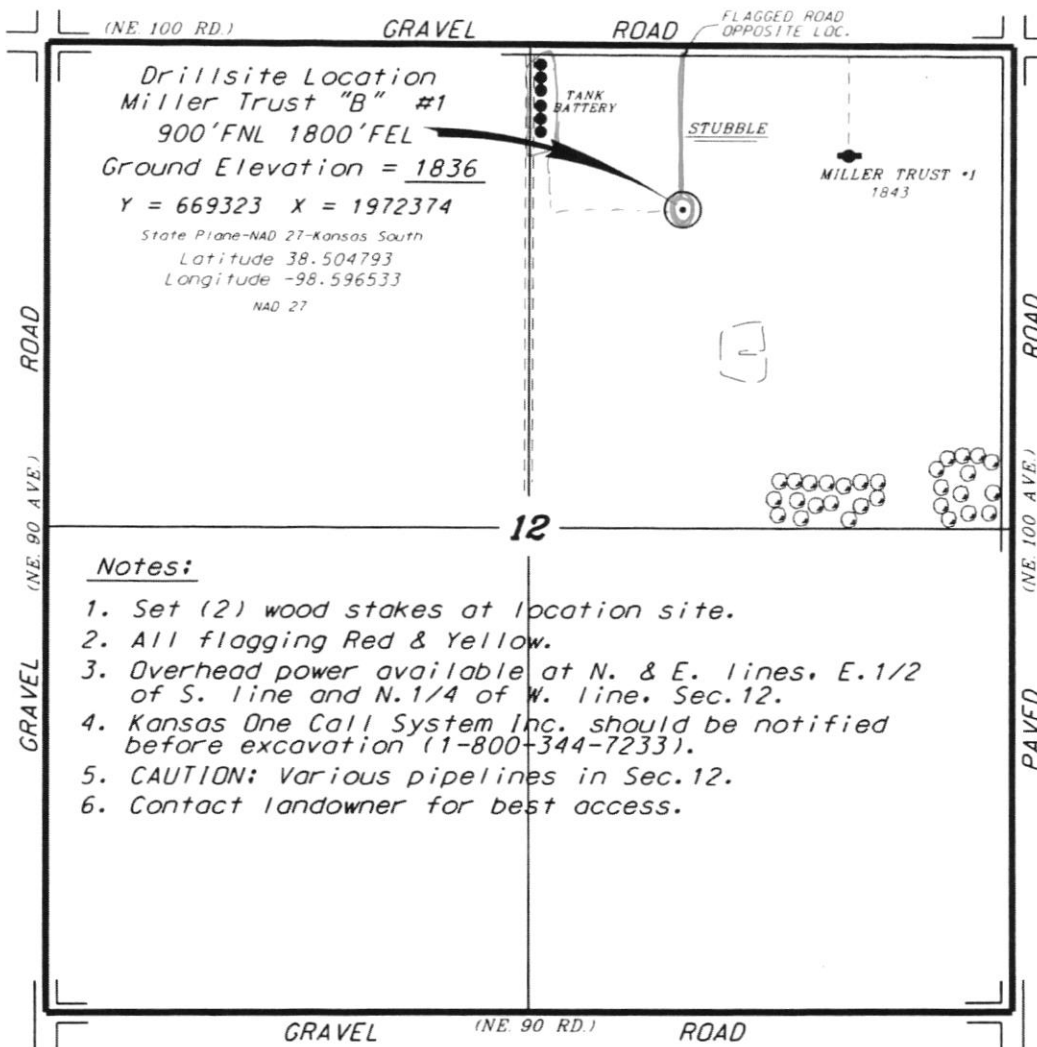 (NE. 100 RD.)
GRAVEL
ROAD
FLAGGED ROAD
OPPOSITE LOC.
Drillsite Location
Miller Trust "B" #1
900'FNL 1800'FEL
Ground Elevation = 1836
Y = 669323 X = 1972374
State Plane-NAD 27-Kansas South
Latitude 38.504793
Longitude -98.596533
NAD 27
TANK
BATTERY
STUBBLE
MILLER TRUST #1
1843
ROAD
(NE. 90 AVE.)
GRAVEL
ROAD
(NE. 100 AVE.)
PAVED
12
Notes:
1. Set (2) wood stakes at location site.
2. All flagging Red & Yellow.
3. Overhead power available at N. & E. lines. E.1/2
of S. line and N.1/4 of W. line. Sec.12.
4. Kansas One Call System Inc. should be notified
before excavation (1-800-344-7233).
5. CAUTION: Various pipelines in Sec.12.
6. Contact landowner for best access.
GRAVEL
(NE. 90 RD.)
ROAD